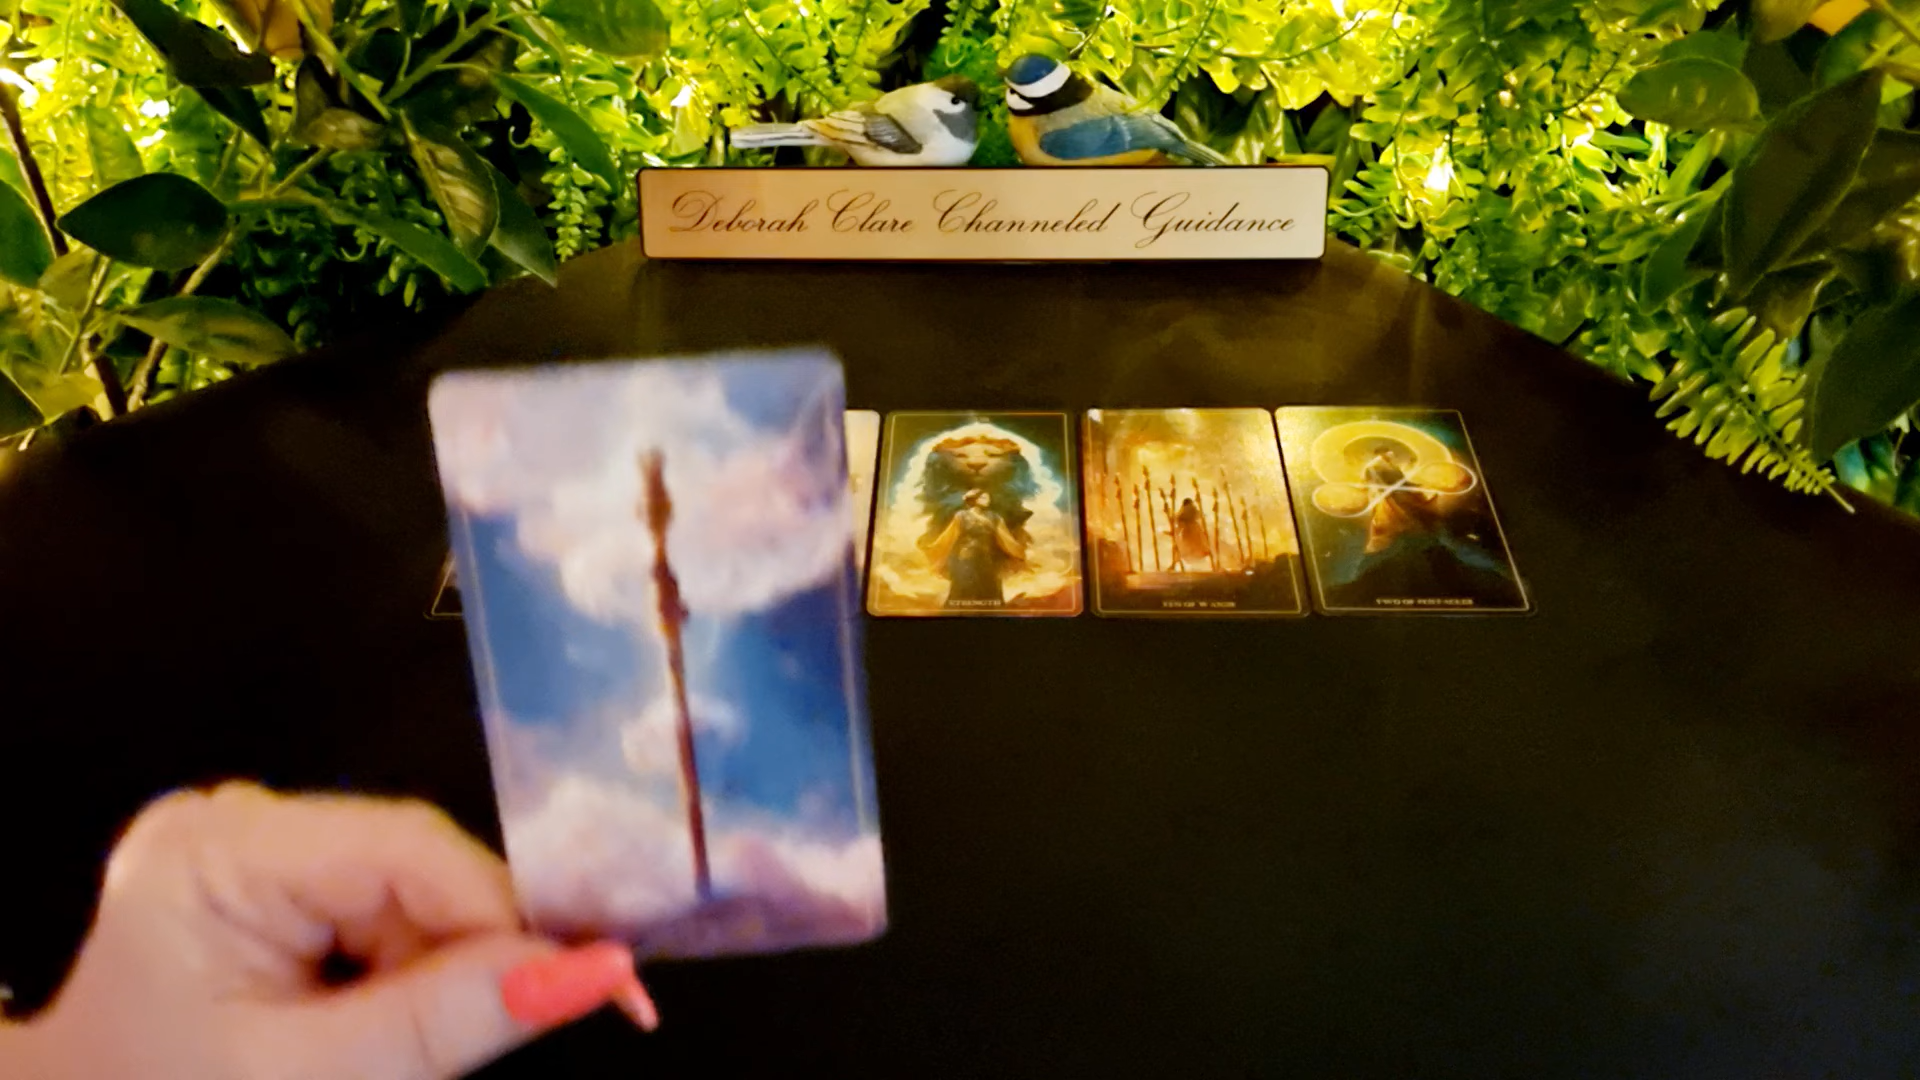 Deborah Clare Channeled Guidance
STRENGTH
TEN OF WANDS
TWO OF PENTACLES